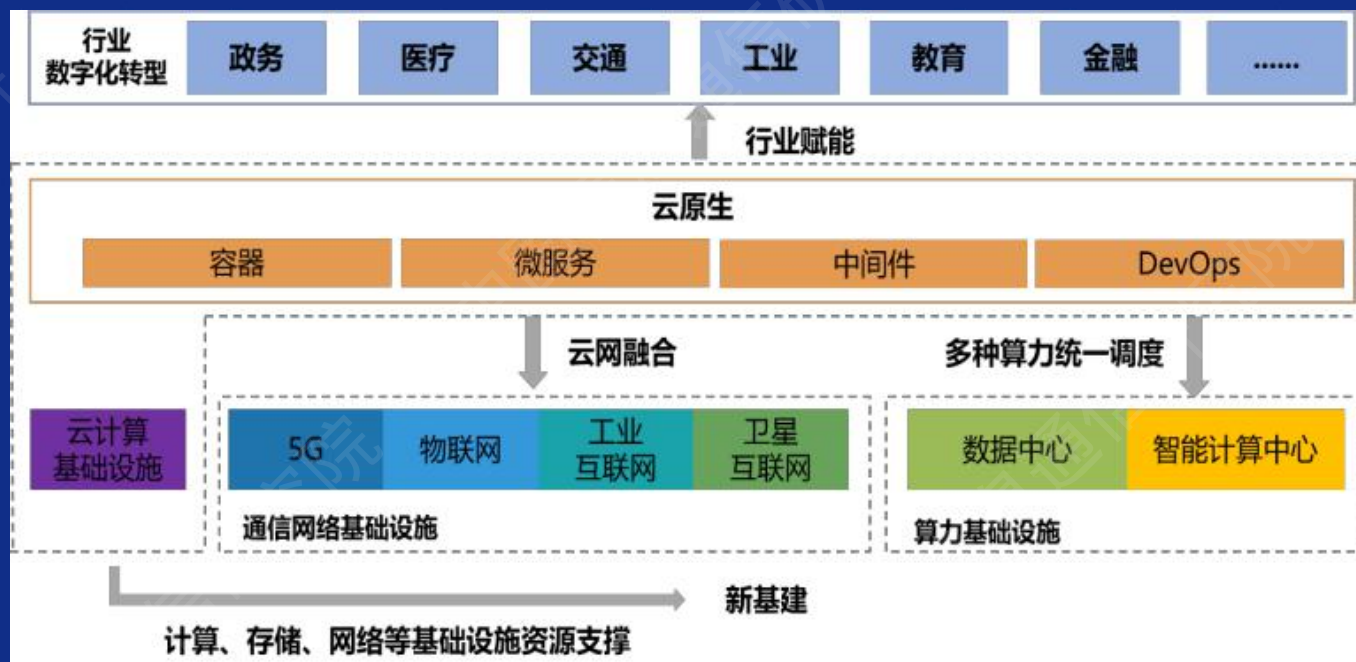 行业
数字化转型
政务
医疗
交通
工业
教育
金融
......
行业赋能
云原生
容器
微服务
中间件
DevOps
云网融合
多种算力统一调度
云计算
基础设施
5G
物联网
工业
互联网
卫星
互联网
数据中心
智能计算中心
通信网络基础设施
算力基础设施
新基建
计算、存储、网络等基础设施资源支撑